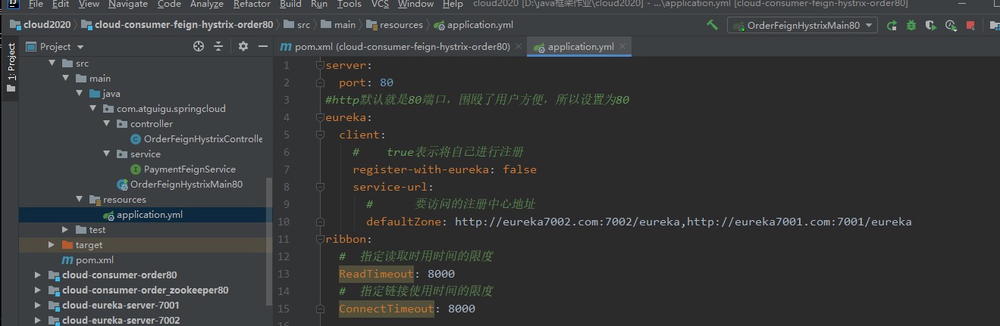 File Edit View Navigate Code Analyze Refactor Build Run Tools VCS Window Help cloud2020 [D:\java框架作业\cloud2020] - ...\application.yml [cloud-consumer-feign-hystrix-order80]
cloud2020 cloud-consumer-feign-hystrix-order80 src main resources application.yml OrderFeignHystrixMain80
1: Project
Project
pom.xml (cloud-consumer-feign-hystrix-order80) application.yml
src
main
java
com.atguigu.springcloud
controller
OrderFeignHystrixControlle
service
PaymentFeignService
OrderFeignHystrixMain80
resources
application.yml
test
target
pom.xml
cloud-consumer-order80
cloud-consumer-order_zookeeper80
cloud-eureka-server-7001
cloud-eureka-server-7002
1 server:
2 port: 80
3 #http默认就是80端口，围殴了用户方便，所以设置为80
4 eureka:
5 client:
6 # true表示将自己进行注册
7 register-with-eureka: false
8 service-url:
9 # 要访问的注册中心地址
10 defaultZone: http://eureka7002.com:7002/eureka,http://eureka7001.com:7001/eureka
11 ribbon:
12 # 指定读取时用时间的限度
13 ReadTimeout: 8000
14 # 指定链接使用时间的限度
15 ConnectTimeout: 8000
16